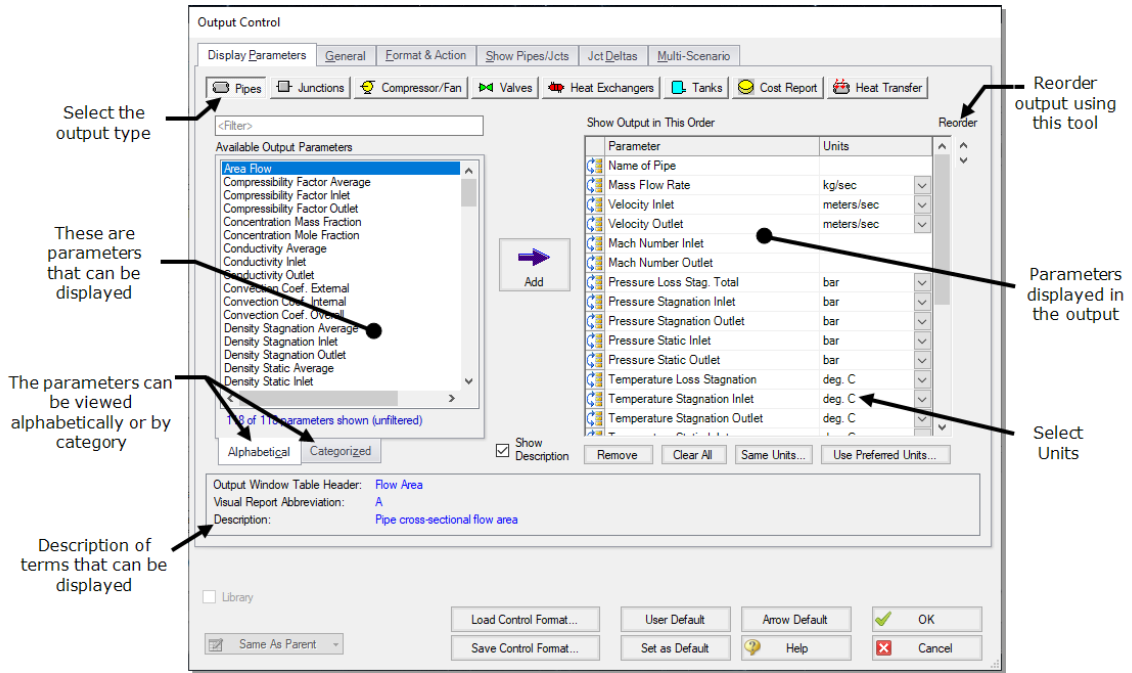 Output Control
Display Parameters General Format & Action Show Pipes/Jcts Jct Deltas Multi-Scenario
Pipes Junctions Compressor/Fan Valves Heat Exchangers Tanks Cost Report Heat Transfer
Select the
output type
Reorder
output using
this tool
<Filter>
Show Output in This Order
Reorder
Available Output Parameters
Area Flow
Compressibility Factor Average
Compressibility Factor Inlet
Compressibility Factor Outlet
Concentration Mass Fraction
Concentration Mole Fraction
Conductivity Average
Conductivity Inlet
Conductivity Outlet
Convection Coef. External
Convection Coef. Internal
Convection Coef. Overall
Density Stagnation Average
Density Stagnation Inlet
Density Stagnation Outlet
Density Static Average
Density Static Inlet
118 of 118 parameters shown (unfiltered)
Alphabetical Categorized
These are
parameters
that can be
displayed
The parameters can
be viewed
alphabetically or by
category
Add
Show
Description
Parameter Units
Name of Pipe
Mass Flow Rate kg/sec
Velocity Inlet meters/sec
Velocity Outlet meters/sec
Mach Number Inlet
Mach Number Outlet
Pressure Loss Stag. Total bar
Pressure Stagnation Inlet bar
Pressure Stagnation Outlet bar
Pressure Static Inlet bar
Pressure Static Outlet bar
Temperature Loss Stagnation deg. C
Temperature Stagnation Inlet deg. C
Temperature Stagnation Outlet deg. C
Parameters
displayed in
the output
Select
Units
Remove Clear All Same Units... Use Preferred Units...
Output Window Table Header: Flow Area
Visual Report Abbreviation: A
Description: Pipe cross-sectional flow area
Description of
terms that can be
displayed
Library
Load Control Format... User Default Arrow Default OK
Same As Parent Save Control Format... Set as Default Help Cancel